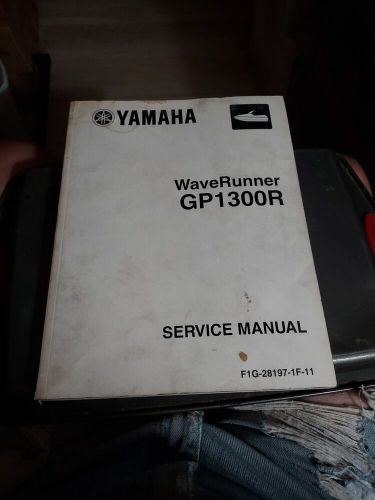 YAMAHA
WaveRunner
GP1300R
SERVICE MANUAL
F1G-28197-1F-11